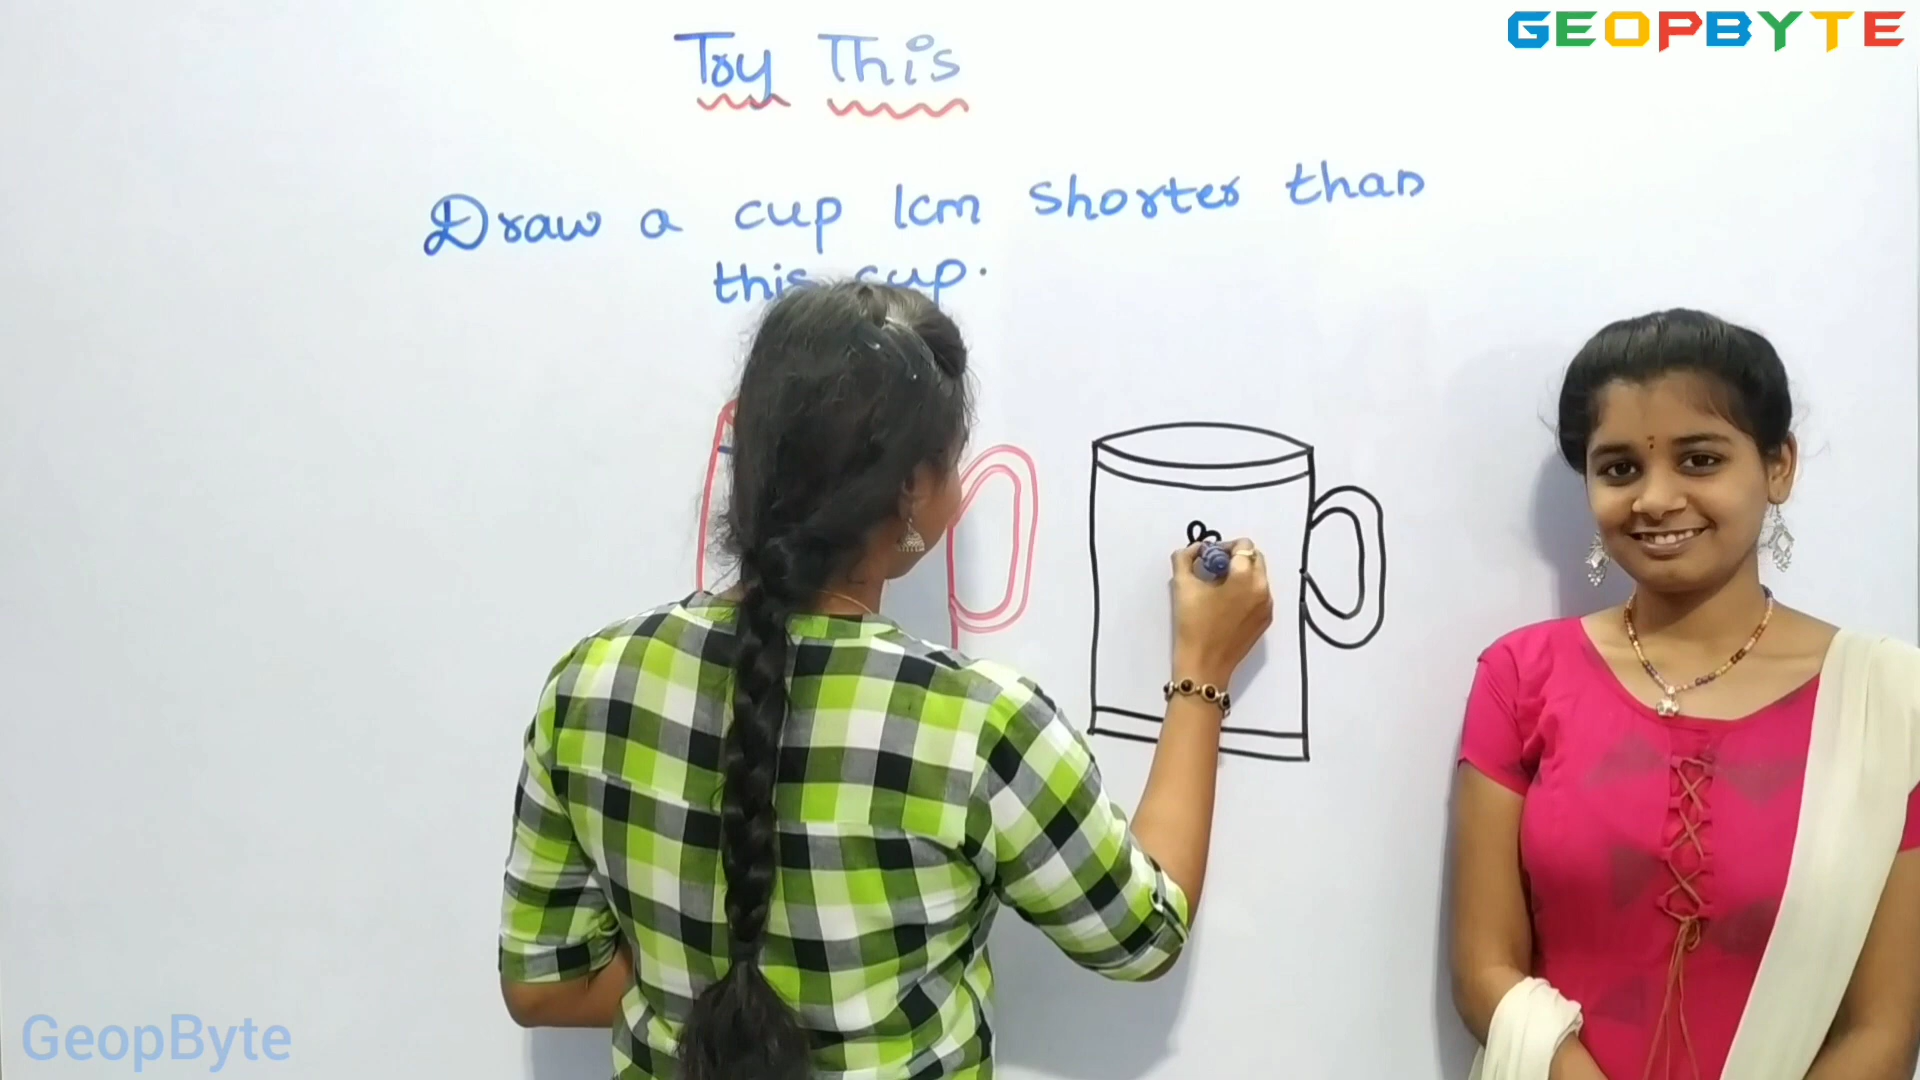 GEOPBYTE
Try This
Draw a cup 1cm shorter than
this cup.
GeopByte